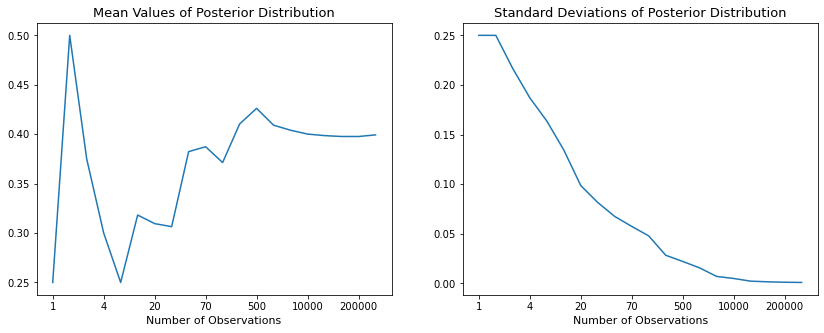 Mean Values of Posterior Distribution
0.50
0.45
0.40
0.35
0.30
0.25
1 4 20 70 500 10000 200000
Number of Observations
Standard Deviations of Posterior Distribution
0.25
0.20
0.15
0.10
0.05
0.00
1 4 20 70 500 10000 200000
Number of Observations